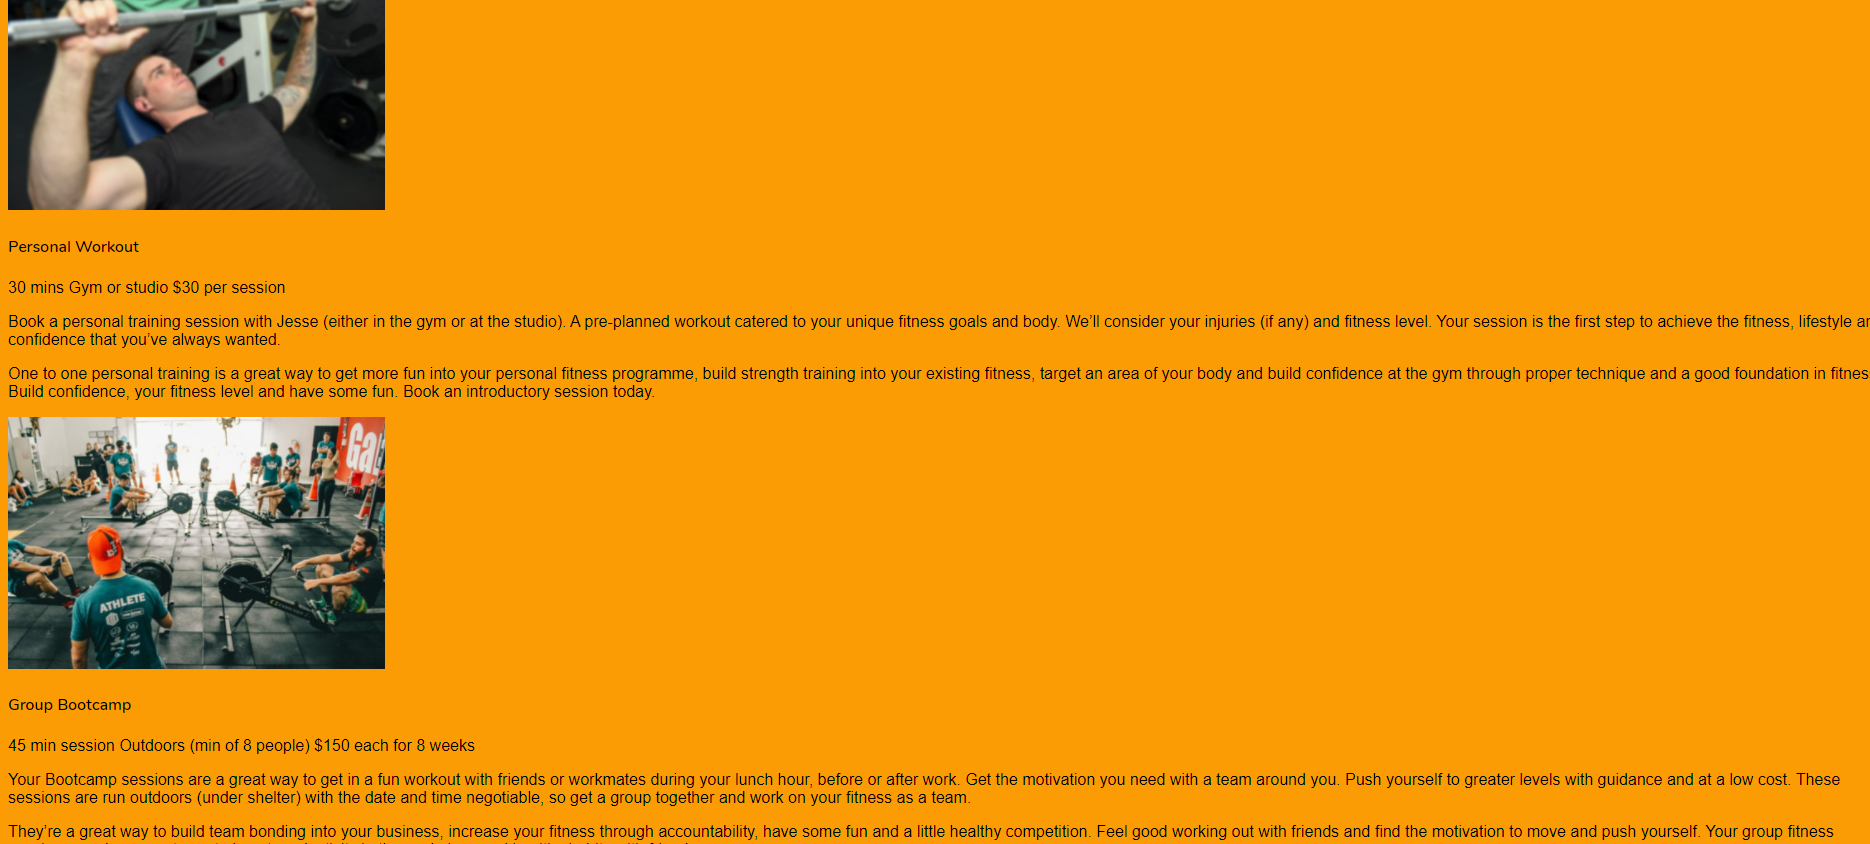 Personal Workout
30 mins Gym or studio $30 per session
Book a personal training session with Jesse (either in the gym or at the studio). A pre-planned workout catered to your unique fitness goals and body. We’ll consider your injuries (if any) and fitness level. Your session is the first step to achieve the fitness, lifestyle
confidence that you’ve always wanted.
One to one personal training is a great way to get more fun into your personal fitness programme, build strength training into your existing fitness, target an area of your body and build confidence at the gym through proper technique and a good foundation in
Build confidence, your fitness level and have some fun. Book an introductory session today.
Ga
ATHLETE
Group Bootcamp
45 min session Outdoors (min of 8 people) $150 each for 8 weeks
Your Bootcamp sessions are a great way to get in a fun workout with friends or workmates during your lunch hour, before or after work. Get the motivation you need with a team around you. Push yourself to greater levels with guidance and at a low cost. These
sessions are run outdoors (under shelter) with the date and time negotiable, so get a group together and work on your fitness as a team.
They’re a great way to build team bonding into your business, increase your fitness through accountability, have some fun and a little healthy competition. Feel good working out with friends and find the motivation to move and push yourself. Your group fitness